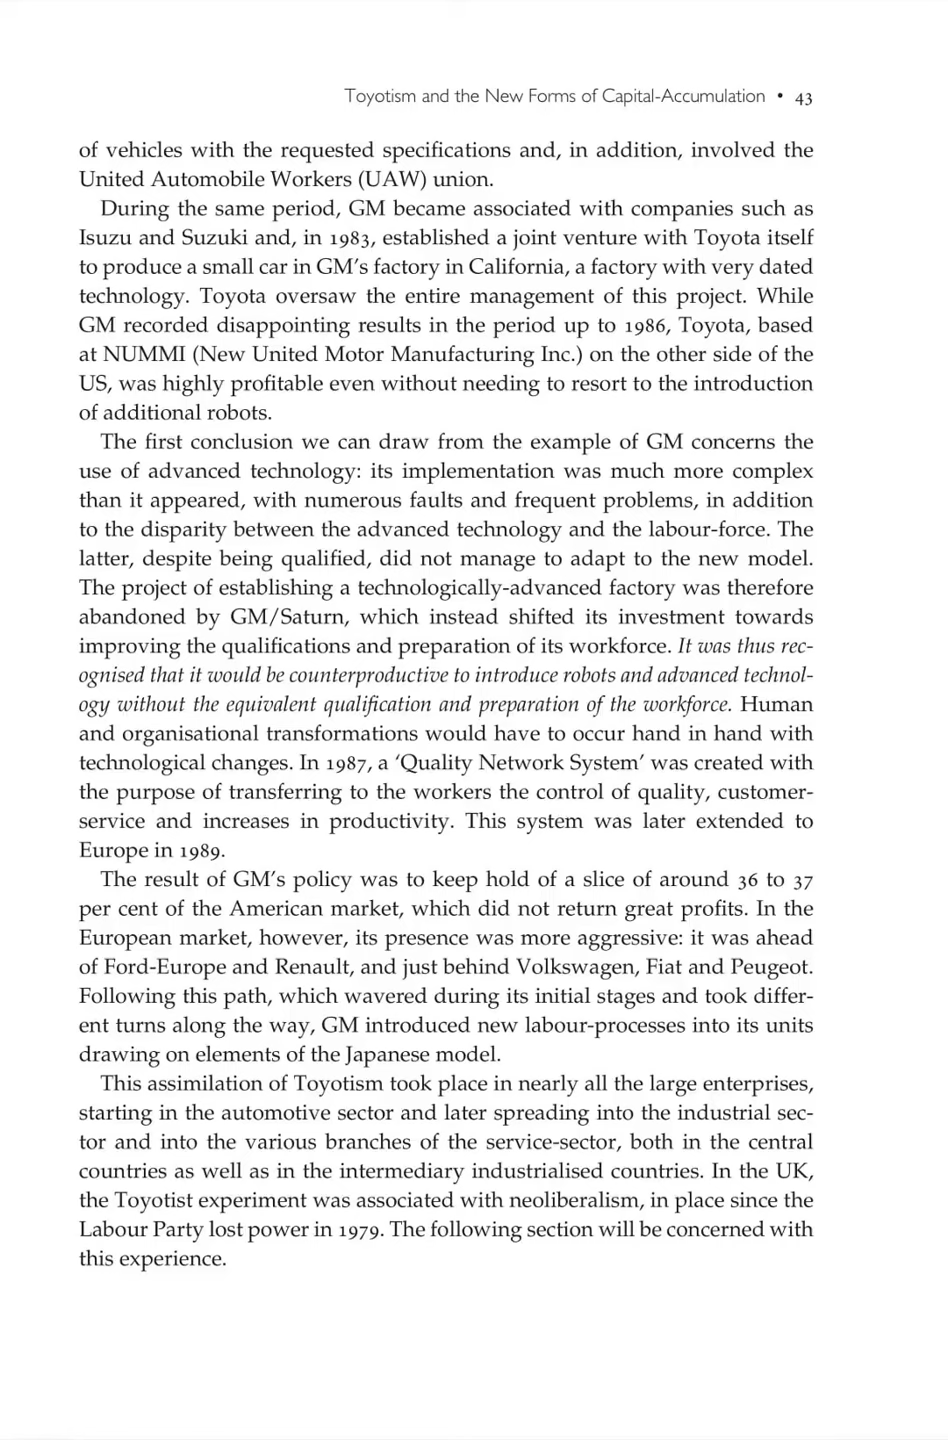 Toyotism and the New Forms of Capital-Accumulation • 43
of vehicles with the requested specifications and, in addition, involved the
United Automobile Workers (UAW) union.
During the same period, GM became associated with companies such as
Isuzu and Suzuki and, in 1983, established a joint venture with Toyota itself
to produce a small car in GM’s factory in California, a factory with very dated
technology. Toyota oversaw the entire management of this project. While
GM recorded disappointing results in the period up to 1986, Toyota, based
at NUMMI (New United Motor Manufacturing Inc.) on the other side of the
US, was highly profitable even without needing to resort to the introduction
of additional robots.
The first conclusion we can draw from the example of GM concerns the
use of advanced technology: its implementation was much more complex
than it appeared, with numerous faults and frequent problems, in addition
to the disparity between the advanced technology and the labour-force. The
latter, despite being qualified, did not manage to adapt to the new model.
The project of establishing a technologically-advanced factory was therefore
abandoned by GM/Saturn, which instead shifted its investment towards
improving the qualifications and preparation of its workforce. It was thus rec-
ognised that it would be counterproductive to introduce robots and advanced technol-
ogy without the equivalent qualification and preparation of the workforce. Human
and organisational transformations would have to occur hand in hand with
technological changes. In 1987, a ‘Quality Network System’ was created with
the purpose of transferring to the workers the control of quality, customer-
service and increases in productivity. This system was later extended to
Europe in 1989.
The result of GM’s policy was to keep hold of a slice of around 36 to 37
per cent of the American market, which did not return great profits. In the
European market, however, its presence was more aggressive: it was ahead
of Ford-Europe and Renault, and just behind Volkswagen, Fiat and Peugeot.
Following this path, which wavered during its initial stages and took differ-
ent turns along the way, GM introduced new labour-processes into its units
drawing on elements of the Japanese model.
This assimilation of Toyotism took place in nearly all the large enterprises,
starting in the automotive sector and later spreading into the industrial sec-
tor and into the various branches of the service-sector, both in the central
countries as well as in the intermediary industrialised countries. In the UK,
the Toyotist experiment was associated with neoliberalism, in place since the
Labour Party lost power in 1979. The following section will be concerned with
this experience.